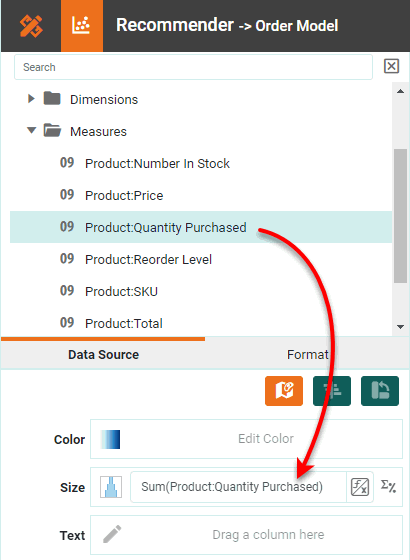 Recommender -> Order Model
Search
Dimensions
Measures
09 Product:Number In Stock
09 Product:Price
09 Product:Quantity Purchased
09 Product:Reorder Level
09 Product:SKU
09 Product:Total
Data Source Format
Color Edit Color
Size Sum(Product:Quantity Purchased) f/x Σ%
Text Drag a column here